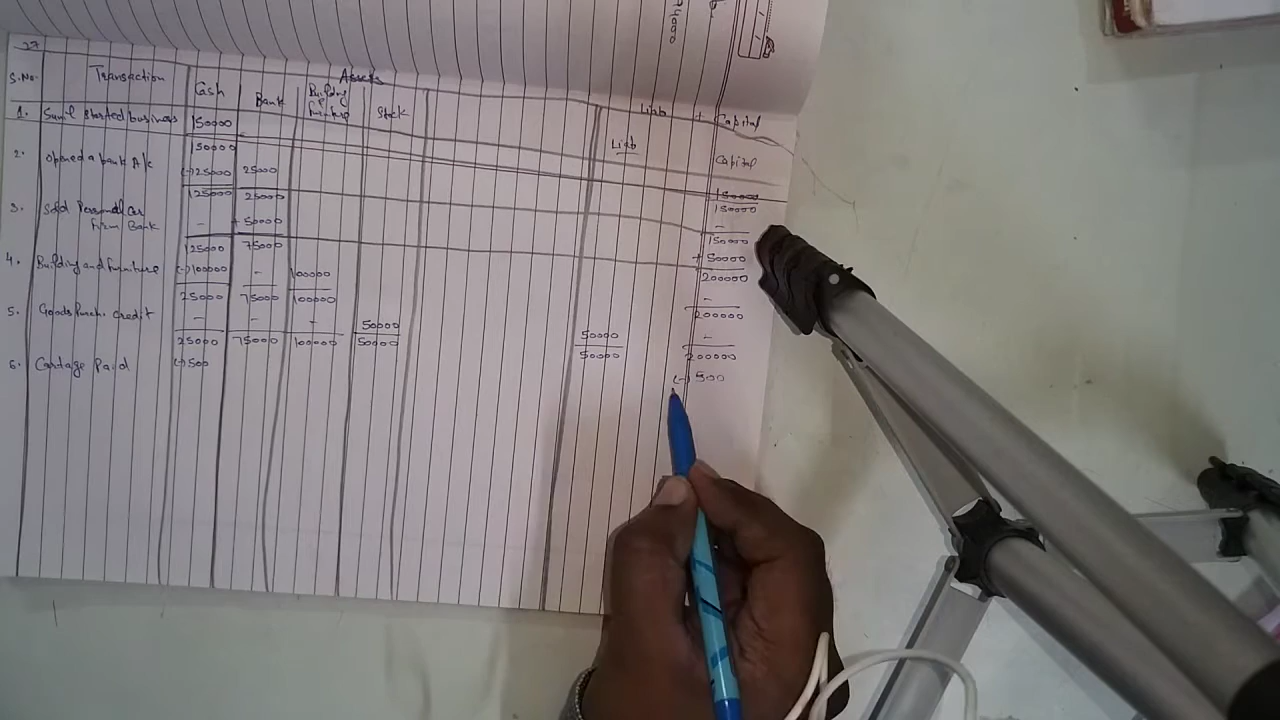 27
S.No. Transaction Assets Liab + Capital
Cash Bank Building Furniture Stock
Liab Capital
1. Sunil started business 150000
150000 150000
2. Opened a bank A/c (-)25000 25000 -
125000 25000 150000
3. Sold Personal Car - +50000 +50000
from Bank
125000 75000 200000
4. Building and furniture (-)100000 - 100000 -
25000 75000 100000 200000
5. Goods Purch. credit - - - 50000 50000 -
25000 75000 100000 50000 50000 200000
6. Cartage Paid (-)500 (-)500